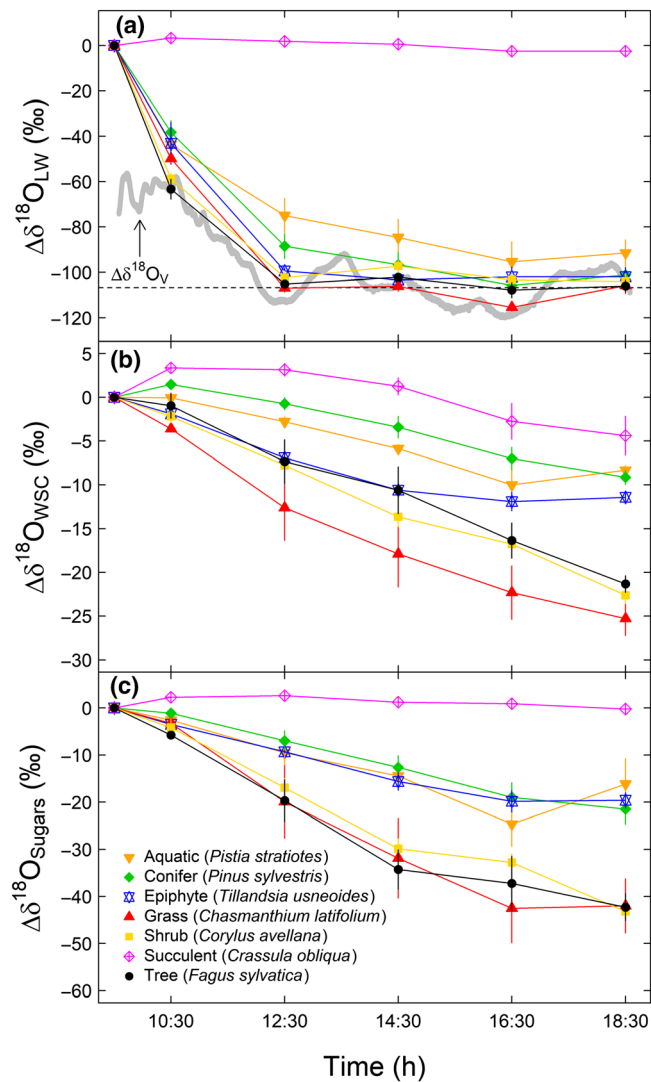 (a)
Δδ18OLW (‰)
0
−20
−40
−60
−80
−100
−120
Δδ18OV
(b)
Δδ18OWSC (‰)
5
0
−5
−10
−15
−20
−25
−30
(c)
Δδ18OSugars (‰)
0
−10
−20
−30
−40
−50
−60
Aquatic (Pistia stratiotes)
Conifer (Pinus sylvestris)
Epiphyte (Tillandsia usneoides)
Grass (Chasmanthium latifolium)
Shrub (Corylus avellana)
Succulent (Crassula obliqua)
Tree (Fagus sylvatica)
10:30 12:30 14:30 16:30 18:30
Time (h)